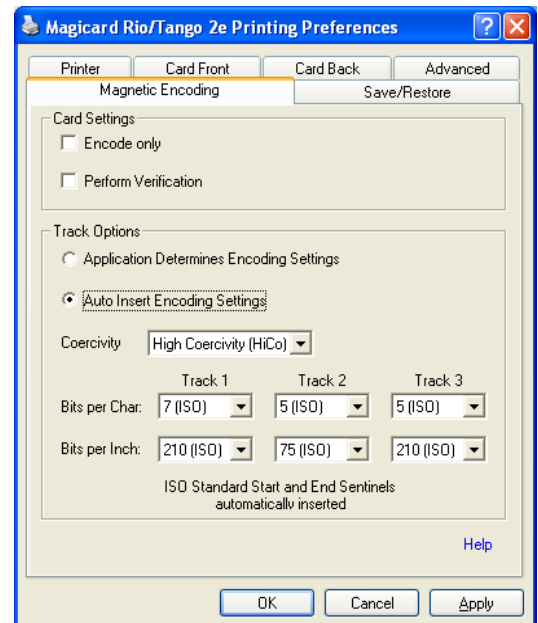 Magicard Rio/Tango 2e Printing Preferences
Printer Card Front Card Back Advanced
Magnetic Encoding Save/Restore
Card Settings
Encode only
Perform Verification
Track Options
Application Determines Encoding Settings
Auto Insert Encoding Settings
Coercivity High Coercivity (HiCo)
Track 1 Track 2 Track 3
Bits per Char: 7 (ISO) 5 (ISO) 5 (ISO)
Bits per Inch: 210 (ISO) 75 (ISO) 210 (ISO)
ISO Standard Start and End Sentinels
automatically inserted
Help
OK Cancel Apply